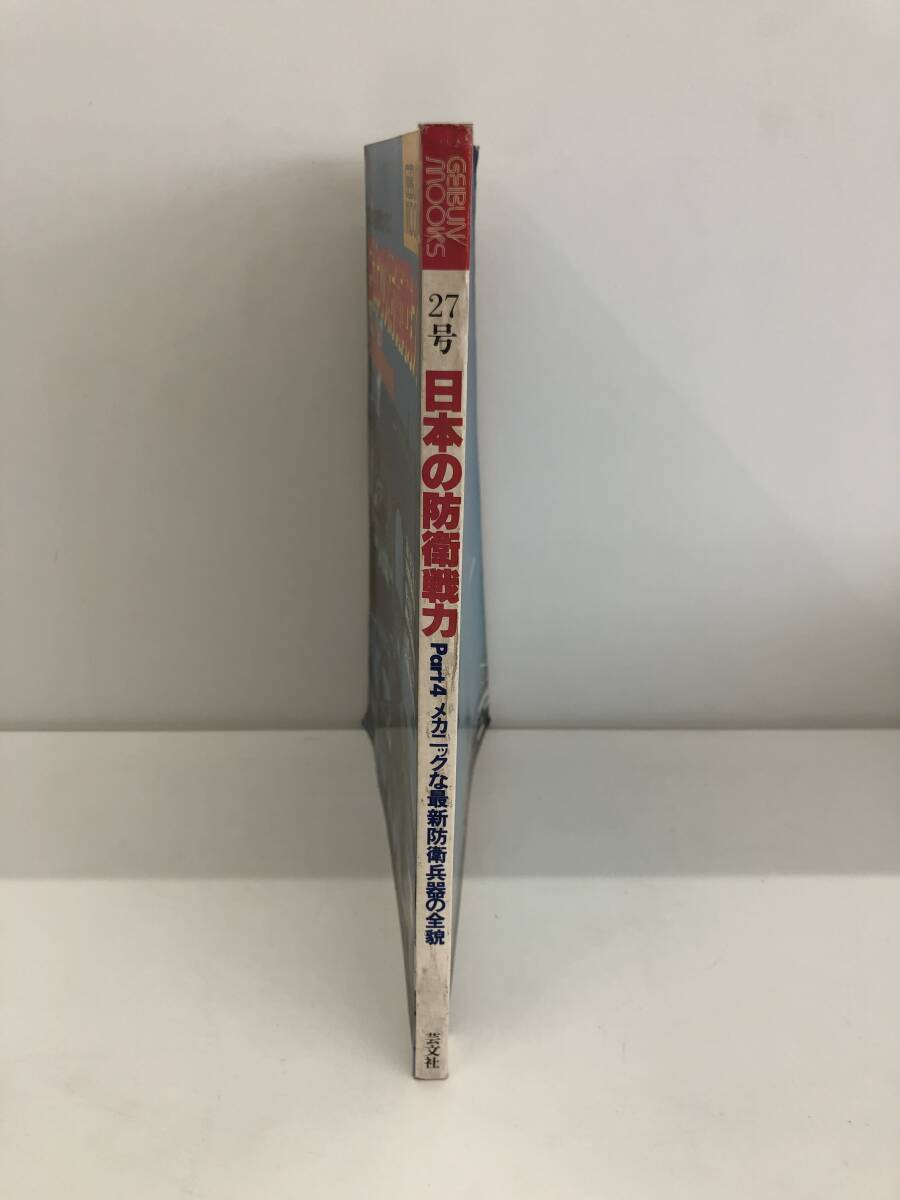 GEIBUN
MOOKS
27号
日本の防衛戦力
Part4 メカニックな最新防衛兵器の全貌
芸文社